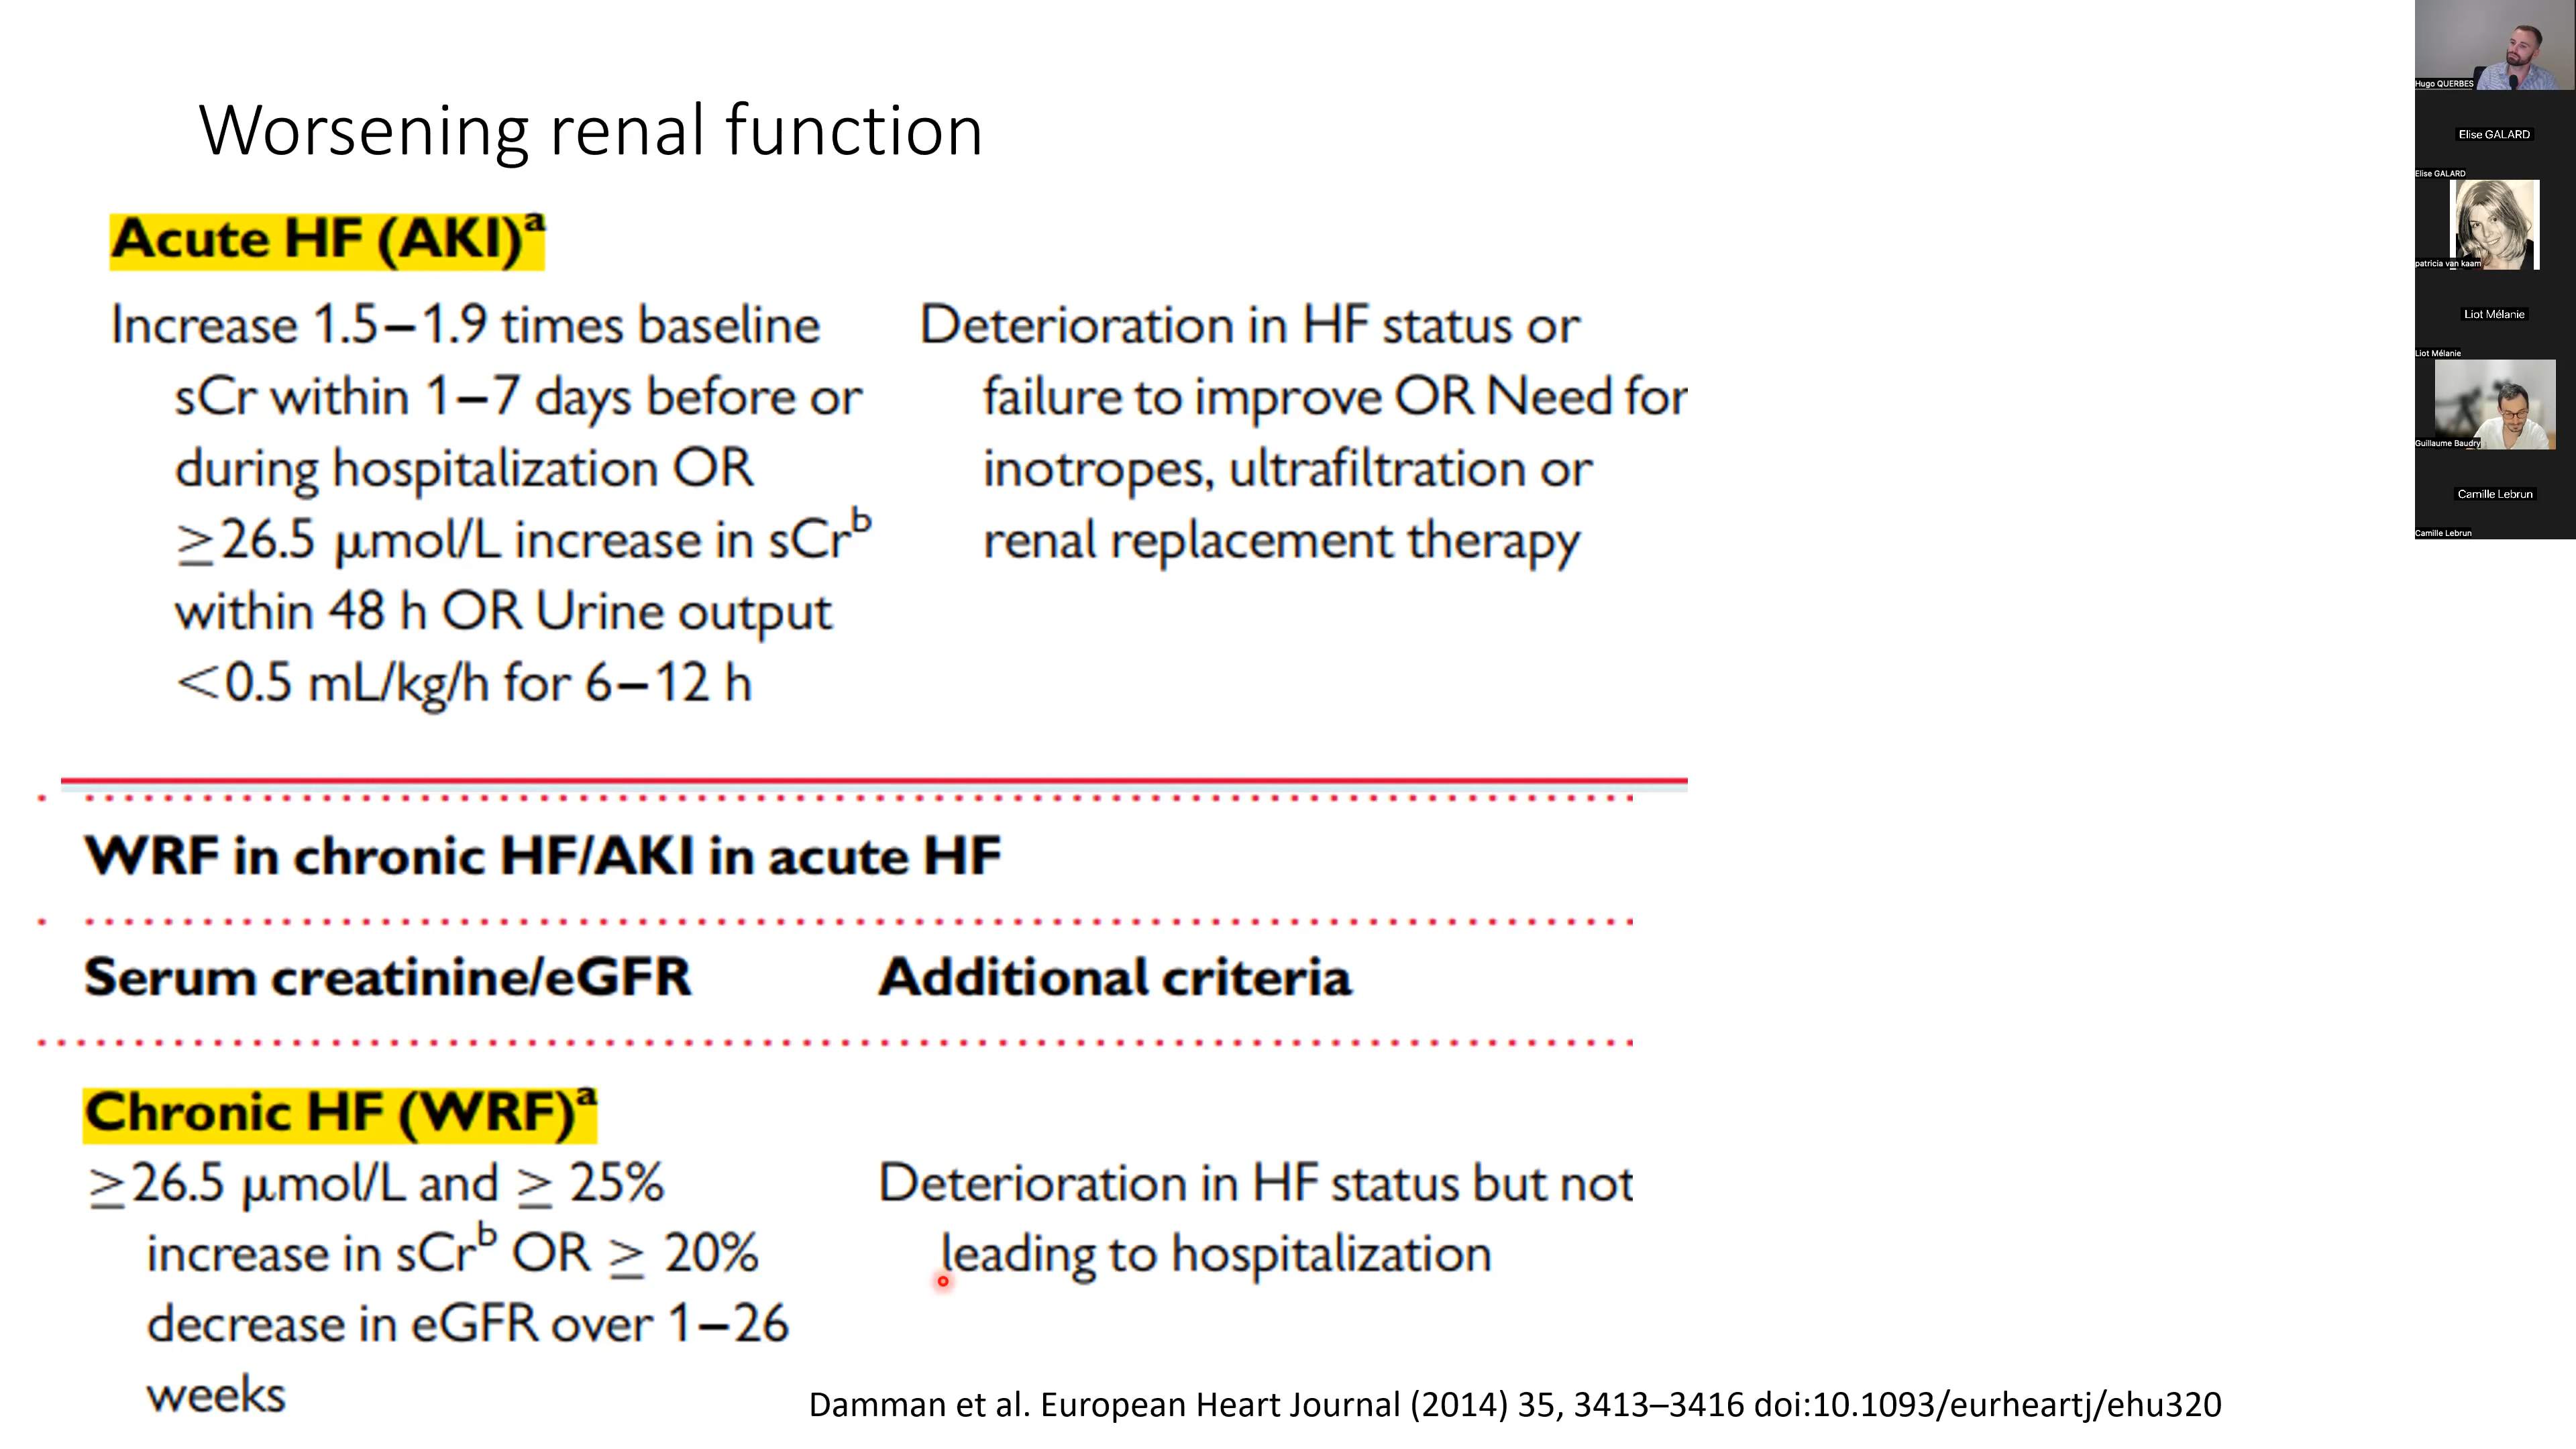 Worsening renal function
Acute HF (AKI)a
Increase 1.5–1.9 times baseline
sCr within 1–7 days before or
during hospitalization OR
≥26.5 μmol/L increase in sCrb
within 48 h OR Urine output
<0.5 mL/kg/h for 6–12 h
Deterioration in HF status or
failure to improve OR Need for
inotropes, ultrafiltration or
renal replacement therapy
WRF in chronic HF/AKI in acute HF
Serum creatinine/eGFR
Additional criteria
Chronic HF (WRF)a
≥26.5 μmol/L and ≥ 25%
increase in sCrb OR ≥ 20%
decrease in eGFR over 1–26
weeks
Deterioration in HF status but not
leading to hospitalization
Damman et al. European Heart Journal (2014) 35, 3413–3416 doi:10.1093/eurheartj/ehu320
Hugo QUERBES
Elise GALARD
Elise GALARD
patricia van kaam
Liot Mélanie
Liot Mélanie
Guillaume Baudry
Camille Lebrun
Camille Lebrun